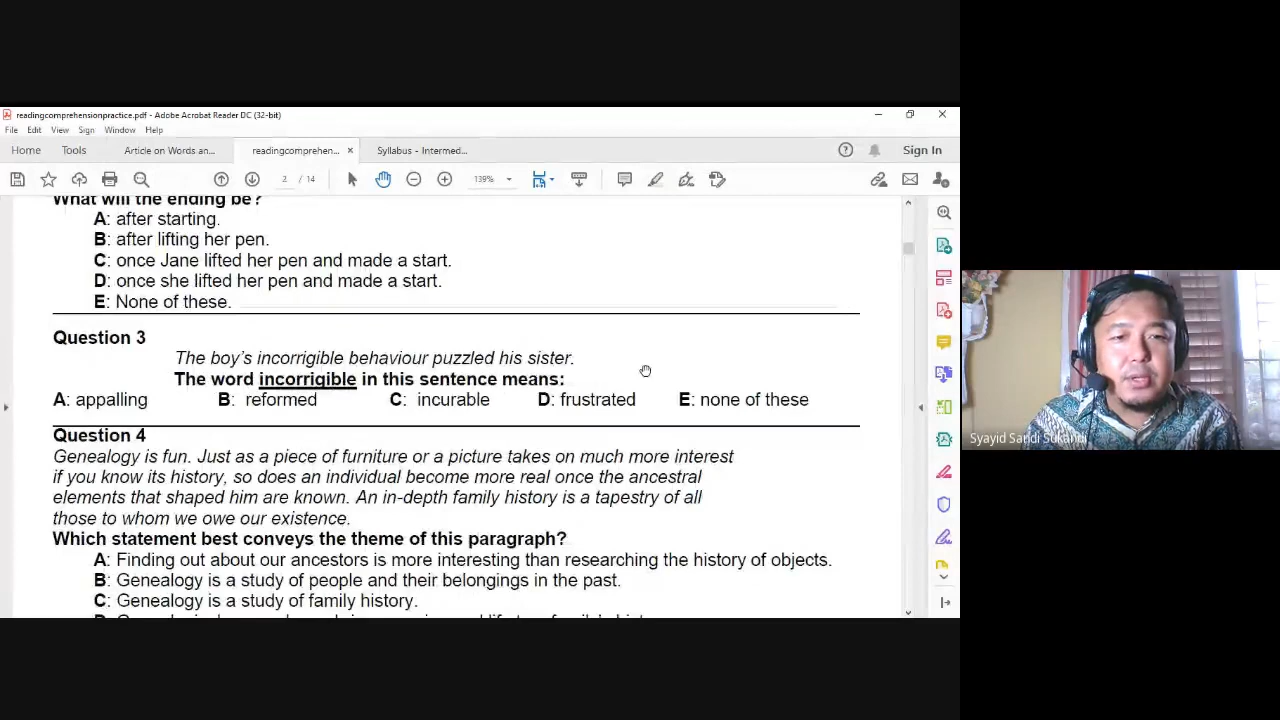 readingcomprehensionpractice.pdf - Adobe Acrobat Reader DC (32-bit)
File Edit View Sign Window Help
Home Tools Article on Words an... readingcomprehen... × Syllabus - Intermed... Sign In
2 / 14 139%
What will the ending be?
A: after starting.
B: after lifting her pen.
C: once Jane lifted her pen and made a start.
D: once she lifted her pen and made a start.
E: None of these.
Question 3
The boy's incorrigible behaviour puzzled his sister.
The word incorrigible in this sentence means:
A: appalling B: reformed C: incurable D: frustrated E: none of these
Question 4
Genealogy is fun. Just as a piece of furniture or a picture takes on much more interest
if you know its history, so does an individual become more real once the ancestral
elements that shaped him are known. An in-depth family history is a tapestry of all
those to whom we owe our existence.
Which statement best conveys the theme of this paragraph?
A: Finding out about our ancestors is more interesting than researching the history of objects.
B: Genealogy is a study of people and their belongings in the past.
C: Genealogy is a study of family history.
Syayid Sandi Sukandi